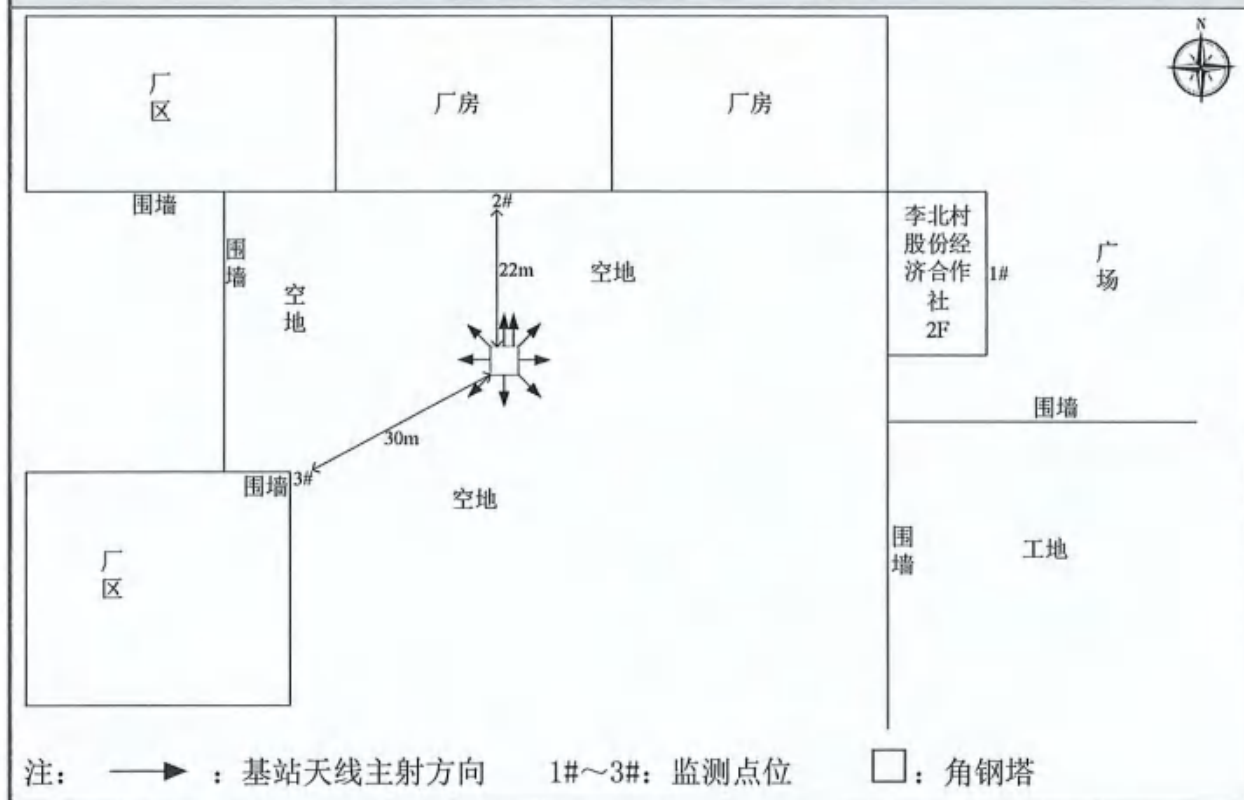 N
厂
区
厂房
厂房
围墙
2#
李北村
股份经
济合作
社
2F
围
墙
空
地
22m
空地
1#
广
场
30m
围墙
围墙
3#
空地
厂
区
围
墙
工地
注： ：基站天线主射方向 1#～3#：监测点位 ：角钢塔